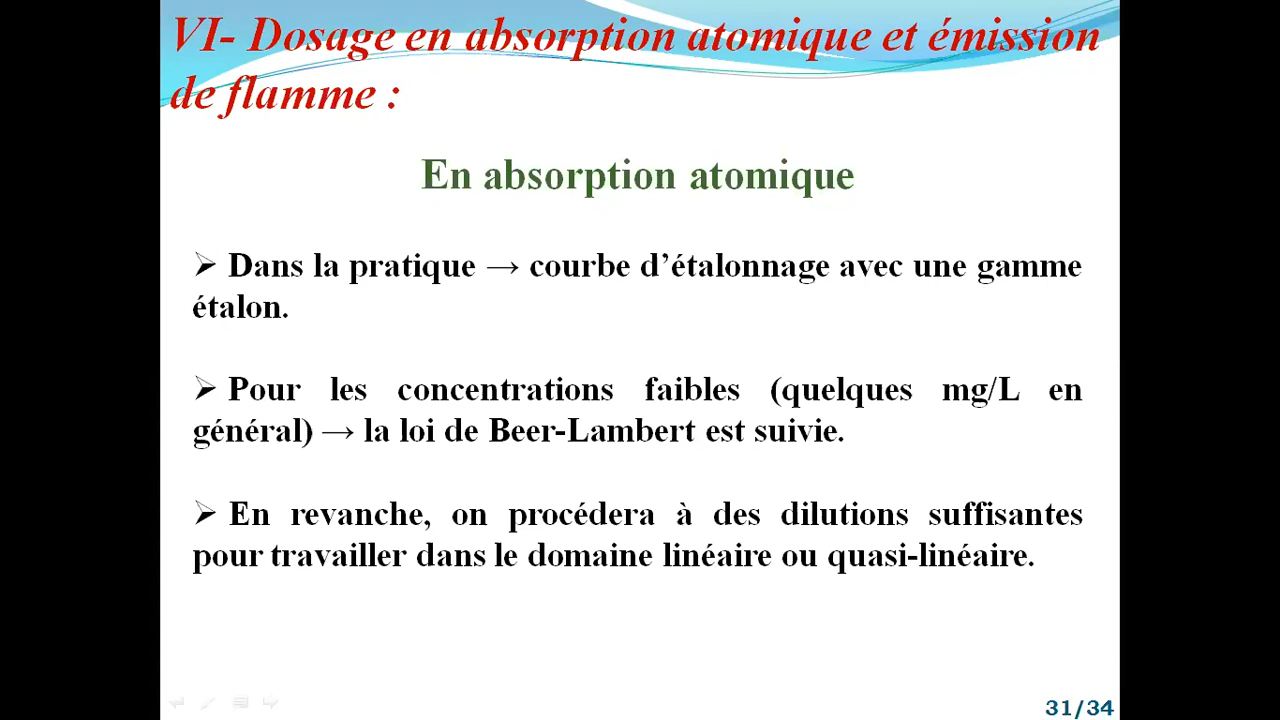 VI- Dosage en absorption atomique et émission
de flamme :
En absorption atomique
➢ Dans la pratique → courbe d’étalonnage avec une gamme
étalon.
➢ Pour les concentrations faibles (quelques mg/L en
général) → la loi de Beer-Lambert est suivie.
➢ En revanche, on procédera à des dilutions suffisantes
pour travailler dans le domaine linéaire ou quasi-linéaire.
31/34